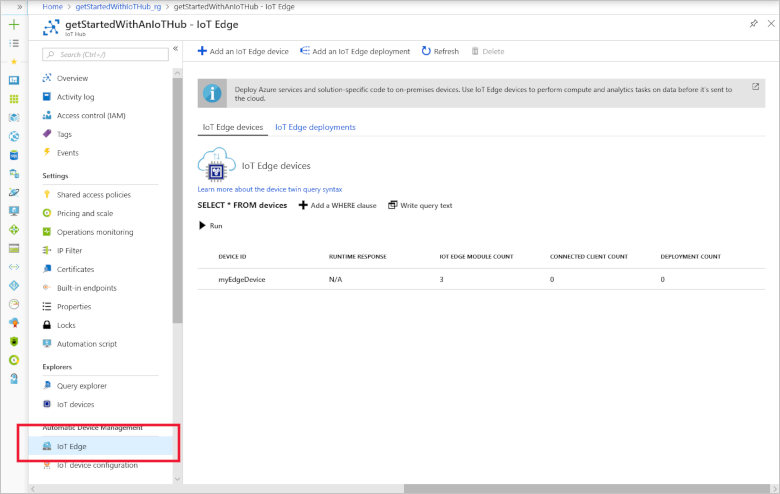 Home > getStartedWithIoTHub_rg > getStartedWithAnIoTHub - IoT Edge
getStartedWithAnIoTHub - IoT Edge
IoT Hub
Search (Ctrl+/)
Overview
Activity log
Access control (IAM)
Tags
Events
Settings
Shared access policies
Pricing and scale
Operations monitoring
IP Filter
Certificates
Built-in endpoints
Properties
Locks
Automation script
Explorers
Query explorer
IoT devices
Automatic Device Management
IoT Edge
IoT device configuration
Add an IoT Edge device Add an IoT Edge deployment Refresh Delete
Deploy Azure services and solution-specific code to on-premises devices. Use IoT Edge devices to perform compute and analytics tasks on data before it's sent to
the cloud.
IoT Edge devices IoT Edge deployments
IoT Edge devices
Learn more about the device twin query syntax
SELECT * FROM devices Add a WHERE clause Write query text
Run
DEVICE ID RUNTIME RESPONSE IOT EDGE MODULE COUNT CONNECTED CLIENT COUNT DEPLOYMENT COUNT
myEdgeDevice N/A 3 0 0